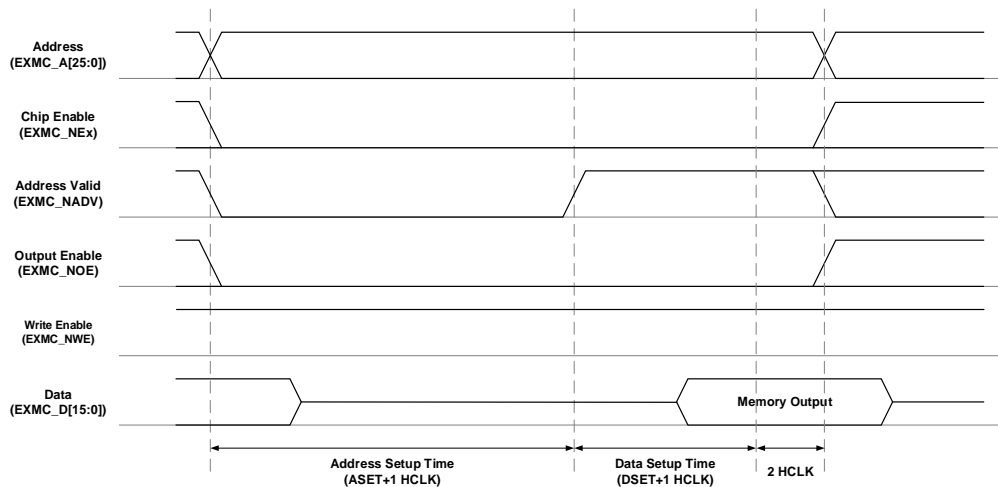 Address
(EXMC_A[25:0])
Chip Enable
(EXMC_NEx)
Address Valid
(EXMC_NADV)
Output Enable
(EXMC_NOE)
Write Enable
(EXMC_NWE)
Data
(EXMC_D[15:0])
Memory Output
Address Setup Time
(ASET+1 HCLK)
Data Setup Time
(DSET+1 HCLK)
2 HCLK